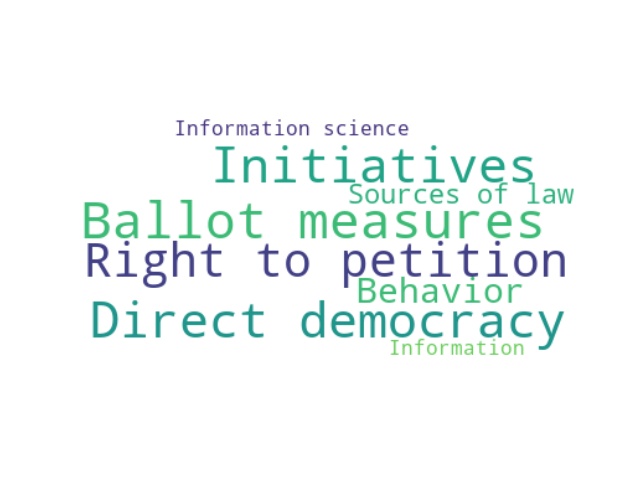 Information science
Initiatives
Sources of law
Ballot measures
Right to petition
Behavior
Direct democracy
Information